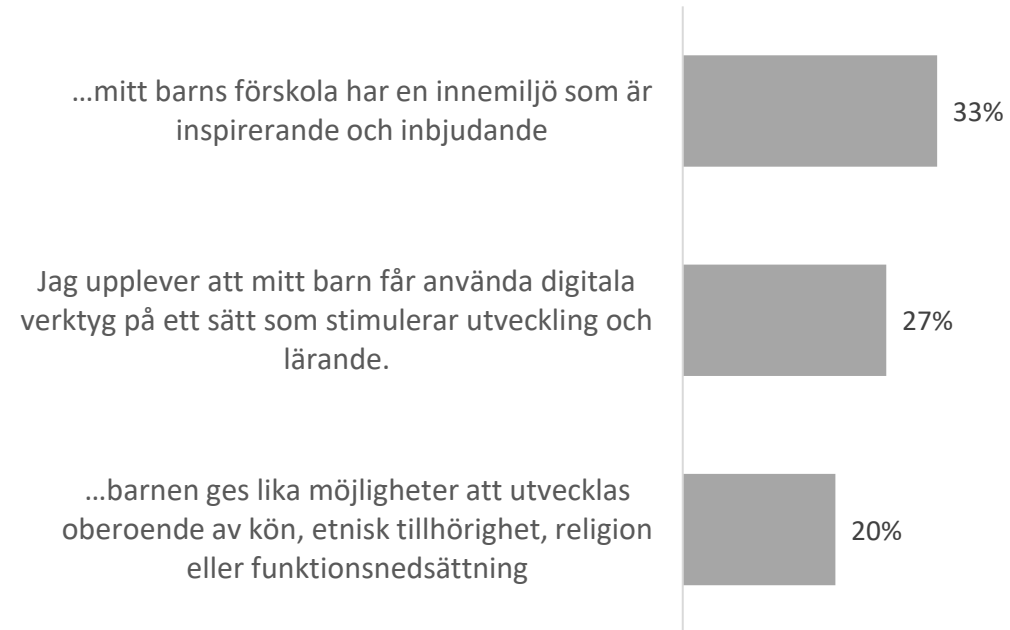 ...mitt barns förskola har en innemiljö som är
inspirerande och inbjudande
33%
Jag upplever att mitt barn får använda digitala
verktyg på ett sätt som stimulerar utveckling och
lärande.
27%
...barnen ges lika möjligheter att utvecklas
oberoende av kön, etnisk tillhörighet, religion
eller funktionsnedsättning
20%